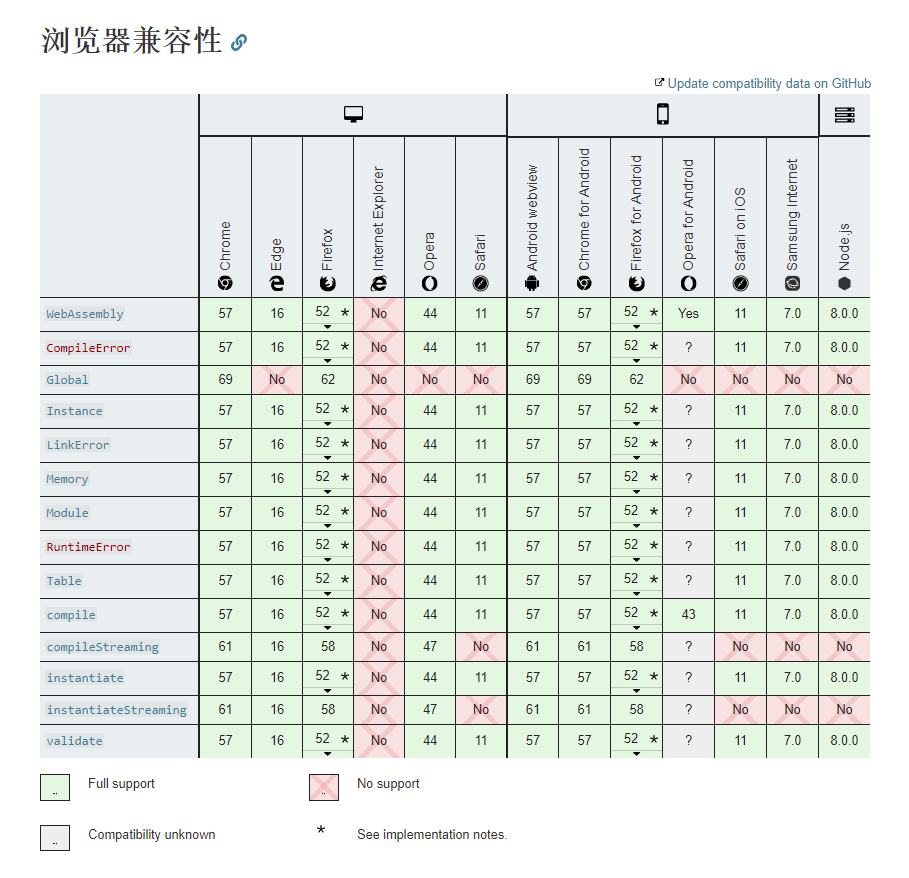 浏览器兼容性
Update compatibility data on GitHub
Chrome Edge Firefox Internet Explorer Opera Safari Android webview Chrome for Android Firefox for Android Opera for Android Safari on iOS Samsung Internet Node.js
WebAssembly 57 16 52 * No 44 11 57 57 52 * Yes 11 7.0 8.0.0
CompileError 57 16 52 * No 44 11 57 57 52 * ? 11 7.0 8.0.0
Global 69 No 62 No No No 69 69 62 No No No No
Instance 57 16 52 * No 44 11 57 57 52 * ? 11 7.0 8.0.0
LinkError 57 16 52 * No 44 11 57 57 52 * ? 11 7.0 8.0.0
Memory 57 16 52 * No 44 11 57 57 52 * ? 11 7.0 8.0.0
Module 57 16 52 * No 44 11 57 57 52 * ? 11 7.0 8.0.0
RuntimeError 57 16 52 * No 44 11 57 57 52 * ? 11 7.0 8.0.0
Table 57 16 52 * No 44 11 57 57 52 * ? 11 7.0 8.0.0
compile 57 16 52 * No 44 11 57 57 52 * 43 11 7.0 8.0.0
compileStreaming 61 16 58 No 47 No 61 61 58 ? No No No
instantiate 57 16 52 * No 44 11 57 57 52 * ? 11 7.0 8.0.0
instantiateStreaming 61 16 58 No 47 No 61 61 58 ? No No No
validate 57 16 52 * No 44 11 57 57 52 * ? 11 7.0 8.0.0
.. Full support .. No support
.. Compatibility unknown * See implementation notes.